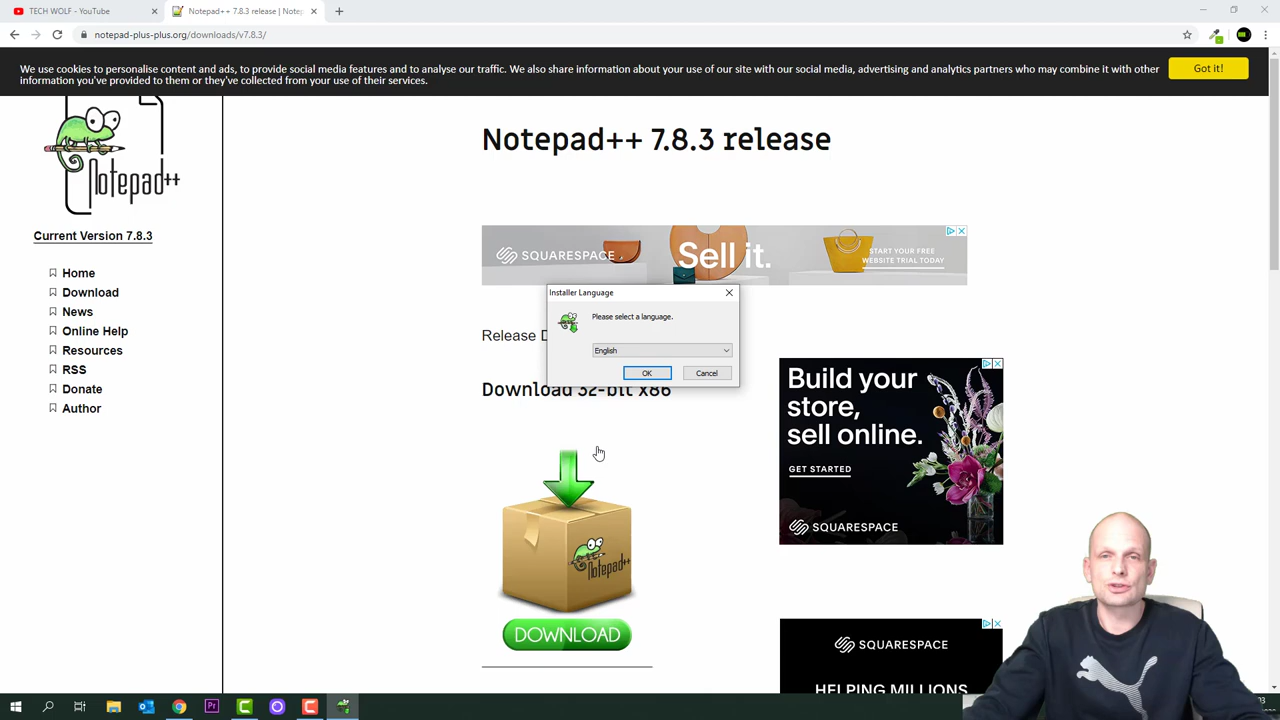 TECH WOLF - YouTube
Notepad++ 7.8.3 release | Notep
notepad-plus-plus.org/downloads/v7.8.3/
We use cookies to personalise content and ads, to provide social media features and to analyse our traffic. We also share information about your use of our site with our social media, advertising and analytics partners who may combine it with other
information you've provided to them or they've collected from your use of their services.
Got it!
Notepad++
Current Version 7.8.3
Home
Download
News
Online Help
Resources
RSS
Donate
Author
Notepad++ 7.8.3 release
SQUARESPACE
Sell it.
START YOUR FREE
WEBSITE TRIAL TODAY
Installer Language
Please select a language.
English
OK
Cancel
Release D
Download 32-bit x86
Notepad++
DOWNLOAD
Build your
store,
sell online.
GET STARTED
SQUARESPACE
SQUARESPACE
HELPING MILLIONS
Pr